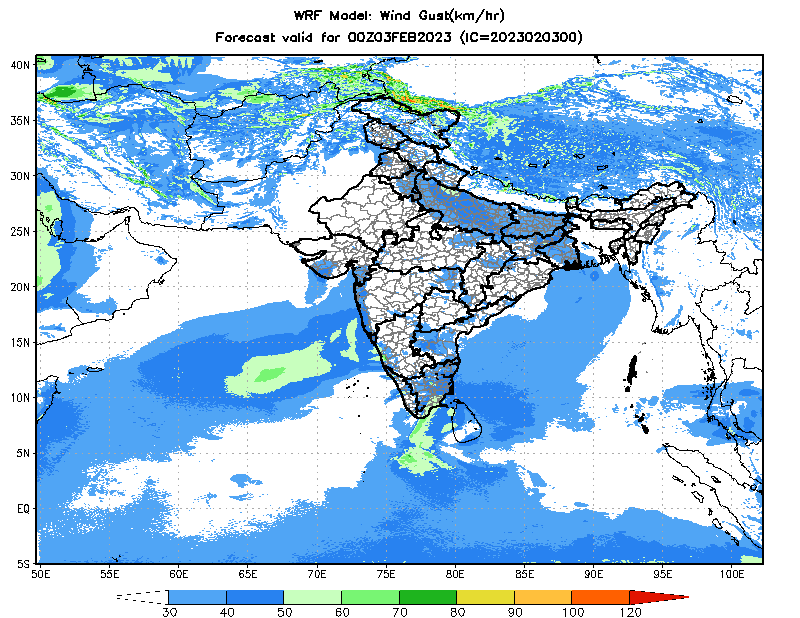 WRF Model: Wind Gust(km/hr)
Forecast valid for 00Z03FEB2023 (IC=2023020300)
40N
35N
30N
25N
20N
15N
10N
5N
EQ
5S
50E 55E 60E 65E 70E 75E 80E 85E 90E 95E 100E
30 40 50 60 70 80 90 100 120